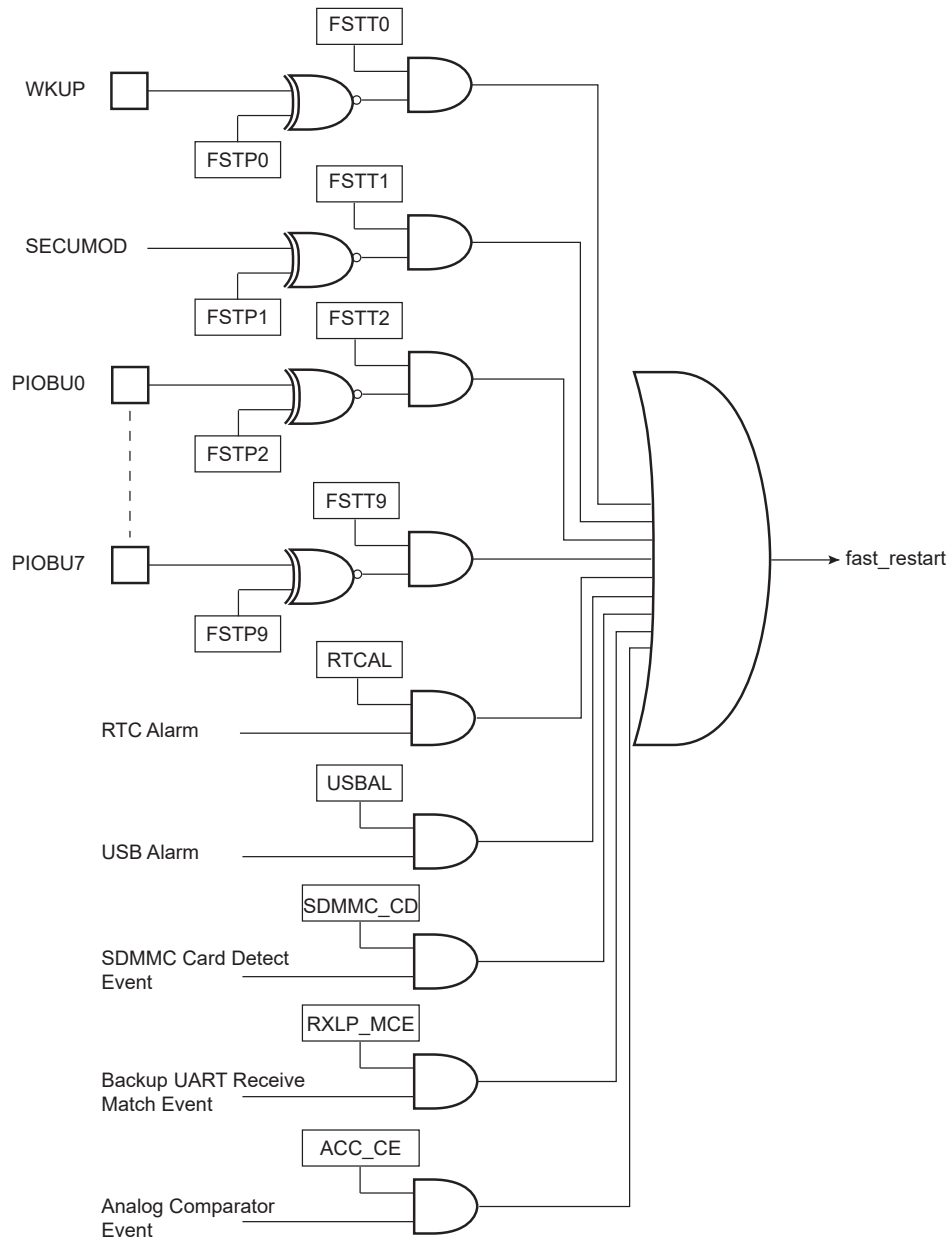 FSTT0
WKUP
FSTP0
FSTT1
SECUMOD
FSTP1
FSTT2
PIOBU0
FSTP2
FSTT9
fast_restart
PIOBU7
FSTP9
RTCAL
RTC Alarm
USBAL
USB Alarm
SDMMC_CD
SDMMC Card Detect
Event
RXLP_MCE
Backup UART Receive
Match Event
ACC_CE
Analog Comparator
Event